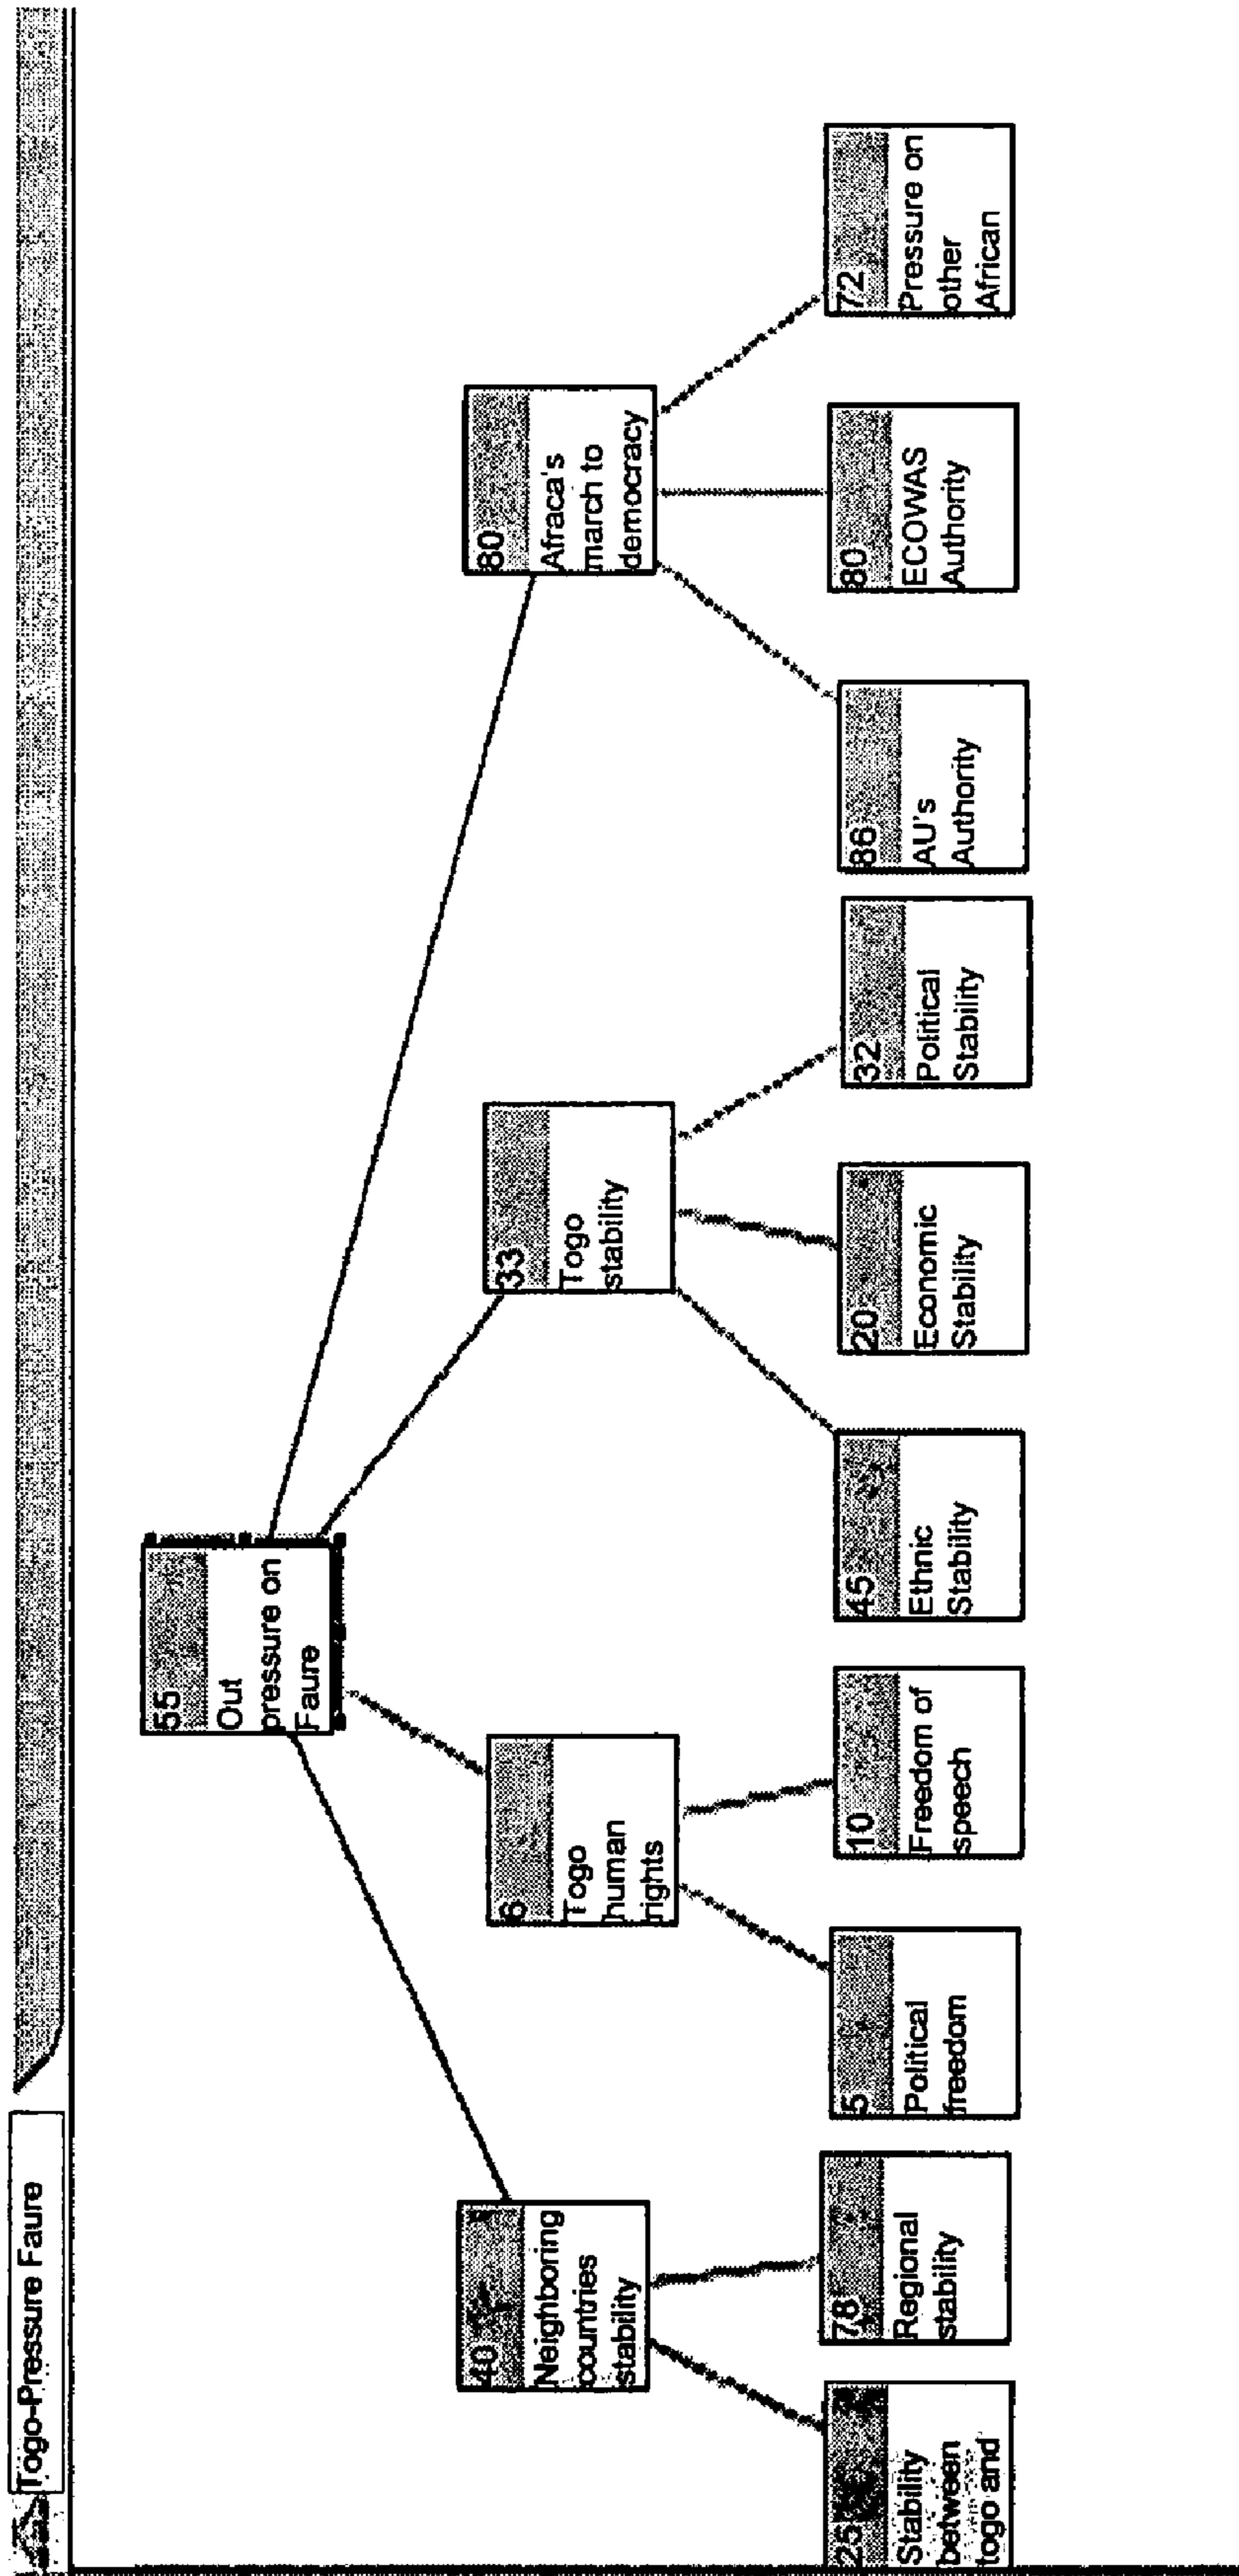 Togo-Pressure Faure
55
Out
pressure on
Faure
40
Neighboring
countries
stability
6
Togo
human
rights
33
Togo
stability
80
Afraca's
march to
democracy
25
Stability
between
togo and
78
Regional
stability
5
Political
freedom
10
Freedom of
speech
45
Ethnic
Stability
20
Economic
Stability
32
Political
Stability
86
AU's
Authority
80
ECOWAS
Authority
72
Pressure on
other
African